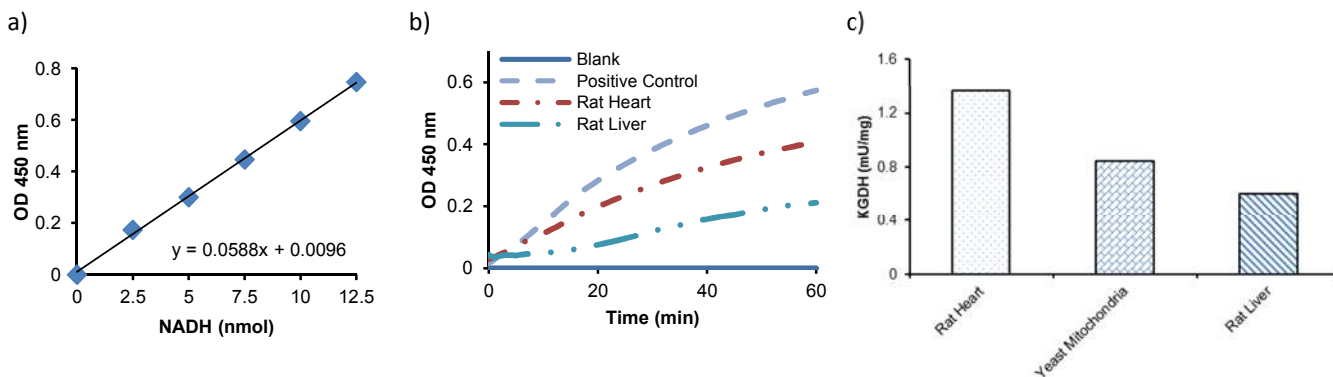 a)
OD 450 nm
0.8
0.6
0.4
0.2
0
0 2.5 5 7.5 10 12.5
y = 0.0588x + 0.0096
NADH (nmol)
b)
OD 450 nm
0.6
0.4
0.2
0
Blank
Positive Control
Rat Heart
Rat Liver
0 20 40 60
Time (min)
c)
KGDH (mU/mg)
1.6
1.2
0.8
0.4
0
Rat Heart
Yeast Mitochondria
Rat Liver